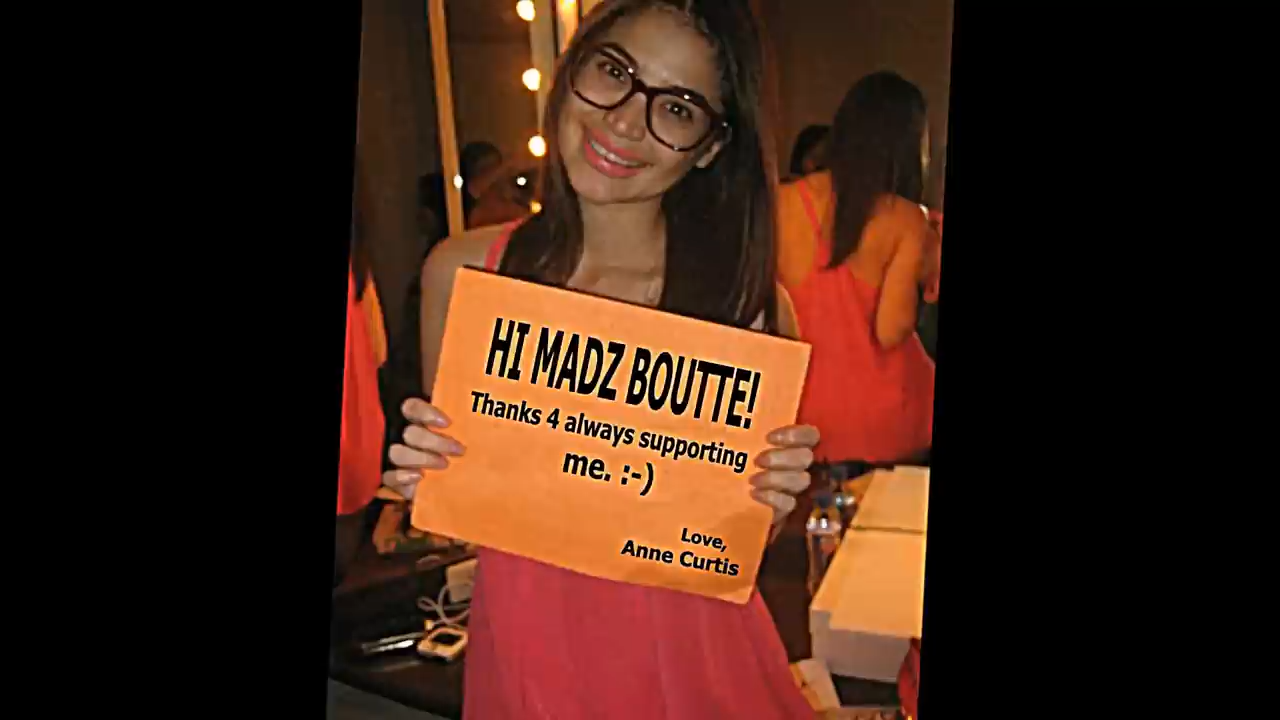 HI MADZ BOUTTE!
Thanks 4 always supporting
me. :-)
Love,
Anne Curtis